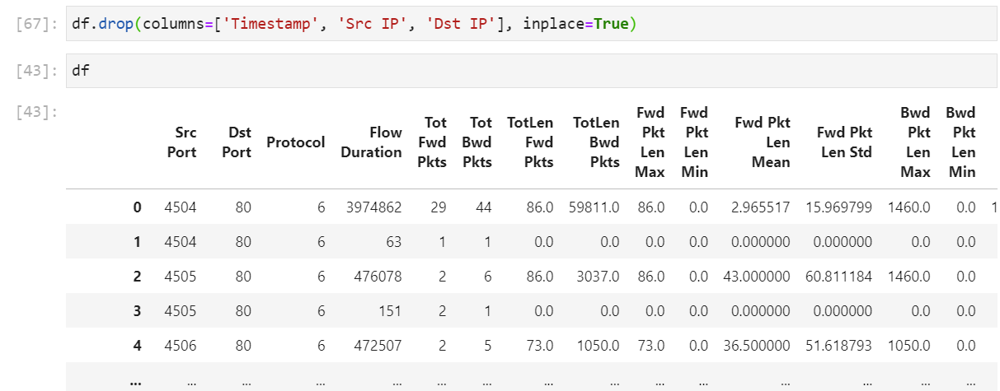 [67]: df.drop(columns=['Timestamp', 'Src IP', 'Dst IP'], inplace=True)
[43]: df
[43]:
Src Port Dst Port Protocol Flow Duration Tot Fwd Pkts Tot Bwd Pkts TotLen Fwd Pkts TotLen Bwd Pkts Fwd Pkt Len Max Fwd Pkt Len Min Fwd Pkt Len Mean Fwd Pkt Len Std Bwd Pkt Len Max Bwd Pkt Len Min
0 4504 80 6 3974862 29 44 86.0 59811.0 86.0 0.0 2.965517 15.969799 1460.0 0.0 1
1 4504 80 6 63 1 1 0.0 0.0 0.0 0.0 0.000000 0.000000 0.0 0.0
2 4505 80 6 476078 2 6 86.0 3037.0 86.0 0.0 43.000000 60.811184 1460.0 0.0
3 4505 80 6 151 2 1 0.0 0.0 0.0 0.0 0.000000 0.000000 0.0 0.0
4 4506 80 6 472507 2 5 73.0 1050.0 73.0 0.0 36.500000 51.618793 1050.0 0.0
... ... ... ... ... ... ... ... ... ... ... ... ... ... ...